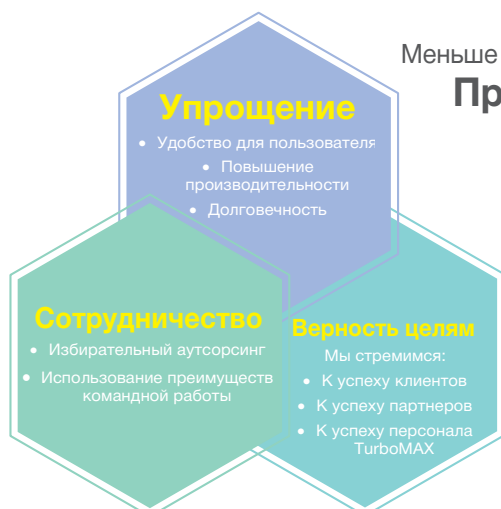 Меньше
Пр
Упрощение
• Удобство для пользователя
• Повышение
производительности
• Долговечность
Сотрудничество
• Избирательный аутсорсинг
• Использование преимуществ
командной работы
Верность целям
Мы стремимся:
• К успеху клиентов
• К успеху партнеров
• К успеху персонала
TurboMAX